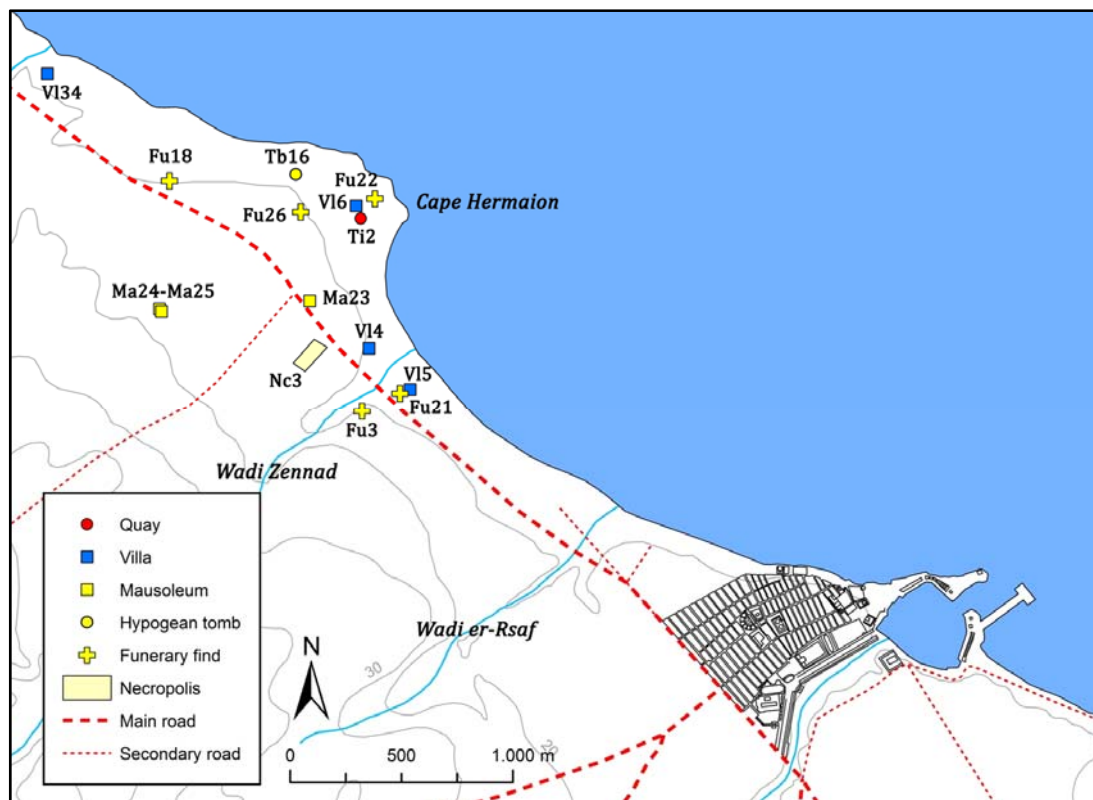 Vl34
Fu18
Tb16
Fu22
Vl6
Cape Hermaion
Fu26
Ti2
Ma24-Ma25
Ma23
Vl4
Nc3
Vl5
Fu21
Fu3
Wadi Zennad
Quay
Villa
Mausoleum
Hypogean tomb
Funerary find
Necropolis
Main road
Secondary road
Wadi er-Rsaf
30
N
0 500 1.000 m
20